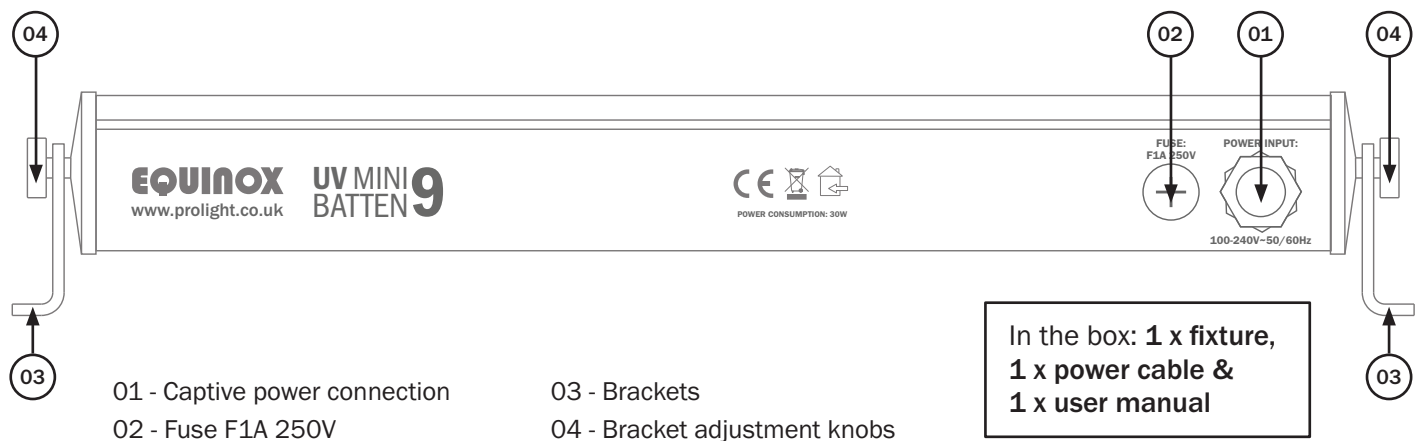 04
02
01
04
FUSE:
F1A 250V
POWER INPUT:
EQUINOX
www.prolight.co.uk
UV MINI
BATTEN 9
CE
POWER CONSUMPTION: 30W
100-240V~50/60Hz
03
03
01 - Captive power connection
02 - Fuse F1A 250V
03 - Brackets
04 - Bracket adjustment knobs
In the box: 1 x fixture,
1 x power cable &
1 x user manual